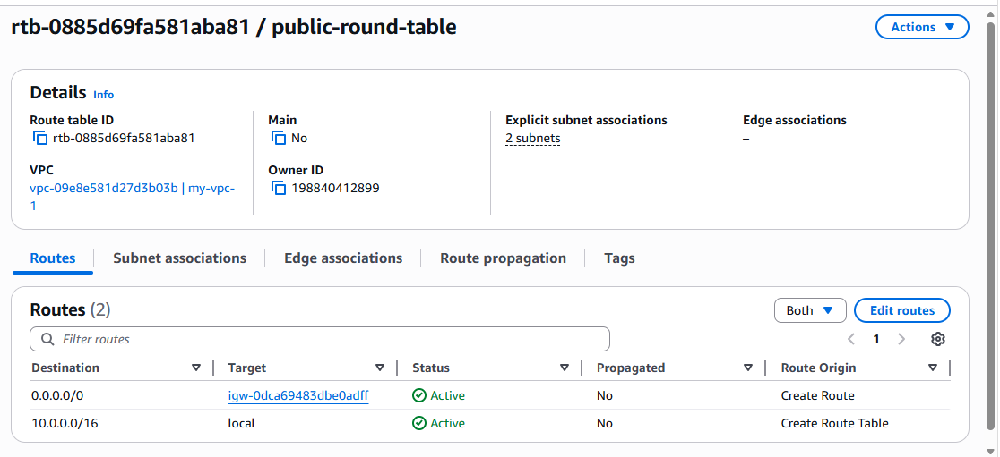 rtb-0885d69fa581aba81 / public-round-table
Actions
Details Info
Route table ID
rtb-0885d69fa581aba81
Main
No
Explicit subnet associations
2 subnets
Edge associations
–
VPC
vpc-09e8e581d27d3b03b | my-vpc-
1
Owner ID
198840412899
Routes Subnet associations Edge associations Route propagation Tags
Routes (2)
Both
Edit routes
Filter routes
1
Destination Target Status Propagated Route Origin
0.0.0.0/0 igw-0dca69483dbe0adff Active No Create Route
10.0.0.0/16 local Active No Create Route Table